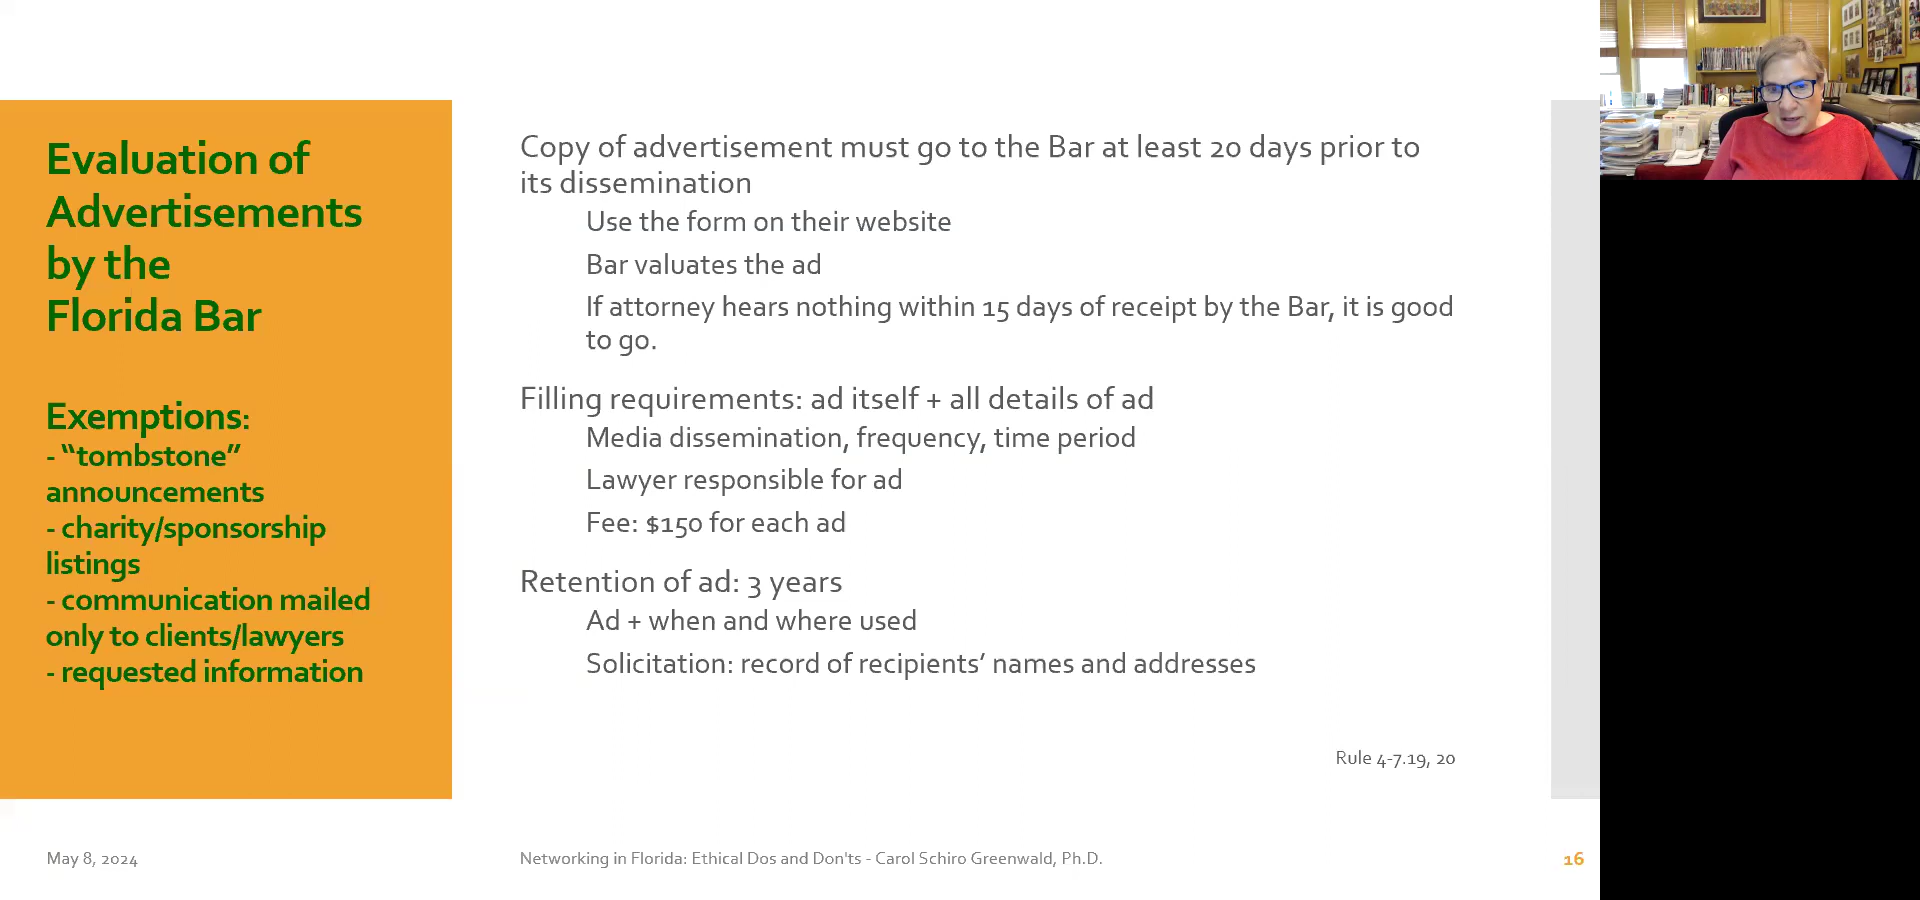 Evaluation of
Advertisements
by the
Florida Bar
Exemptions:
- “tombstone”
announcements
- charity/sponsorship
listings
- communication mailed
only to clients/lawyers
- requested information
Copy of advertisement must go to the Bar at least 20 days prior to
its dissemination
Use the form on their website
Bar valuates the ad
If attorney hears nothing within 15 days of receipt by the Bar, it is good
to go.
Filling requirements: ad itself + all details of ad
Media dissemination, frequency, time period
Lawyer responsible for ad
Fee: $150 for each ad
Retention of ad: 3 years
Ad + when and where used
Solicitation: record of recipients’ names and addresses
Rule 4-7.19, 20
May 8, 2024
Networking in Florida: Ethical Dos and Don'ts - Carol Schiro Greenwald, Ph.D.
16